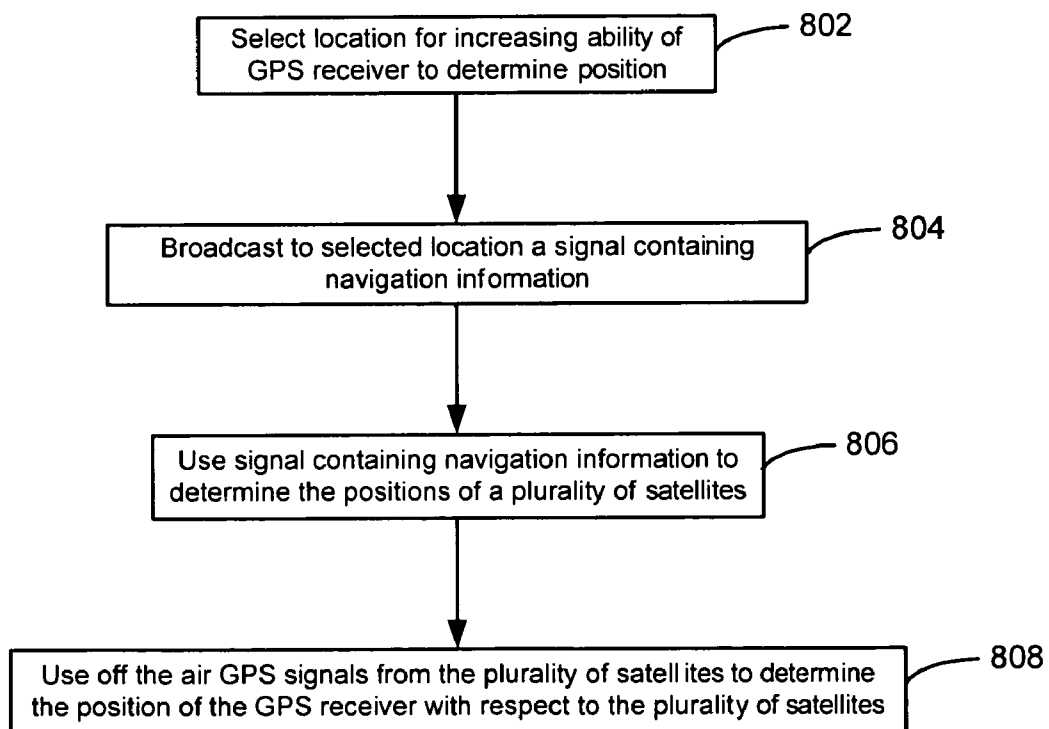 Select location for increasing ability of
GPS receiver to determine position
802
Broadcast to selected location a signal containing
navigation information
804
Use signal containing navigation information to
determine the positions of a plurality of satellites
806
Use off the air GPS signals from the plurality of satellites to determine
the position of the GPS receiver with respect to the plurality of satellites
808